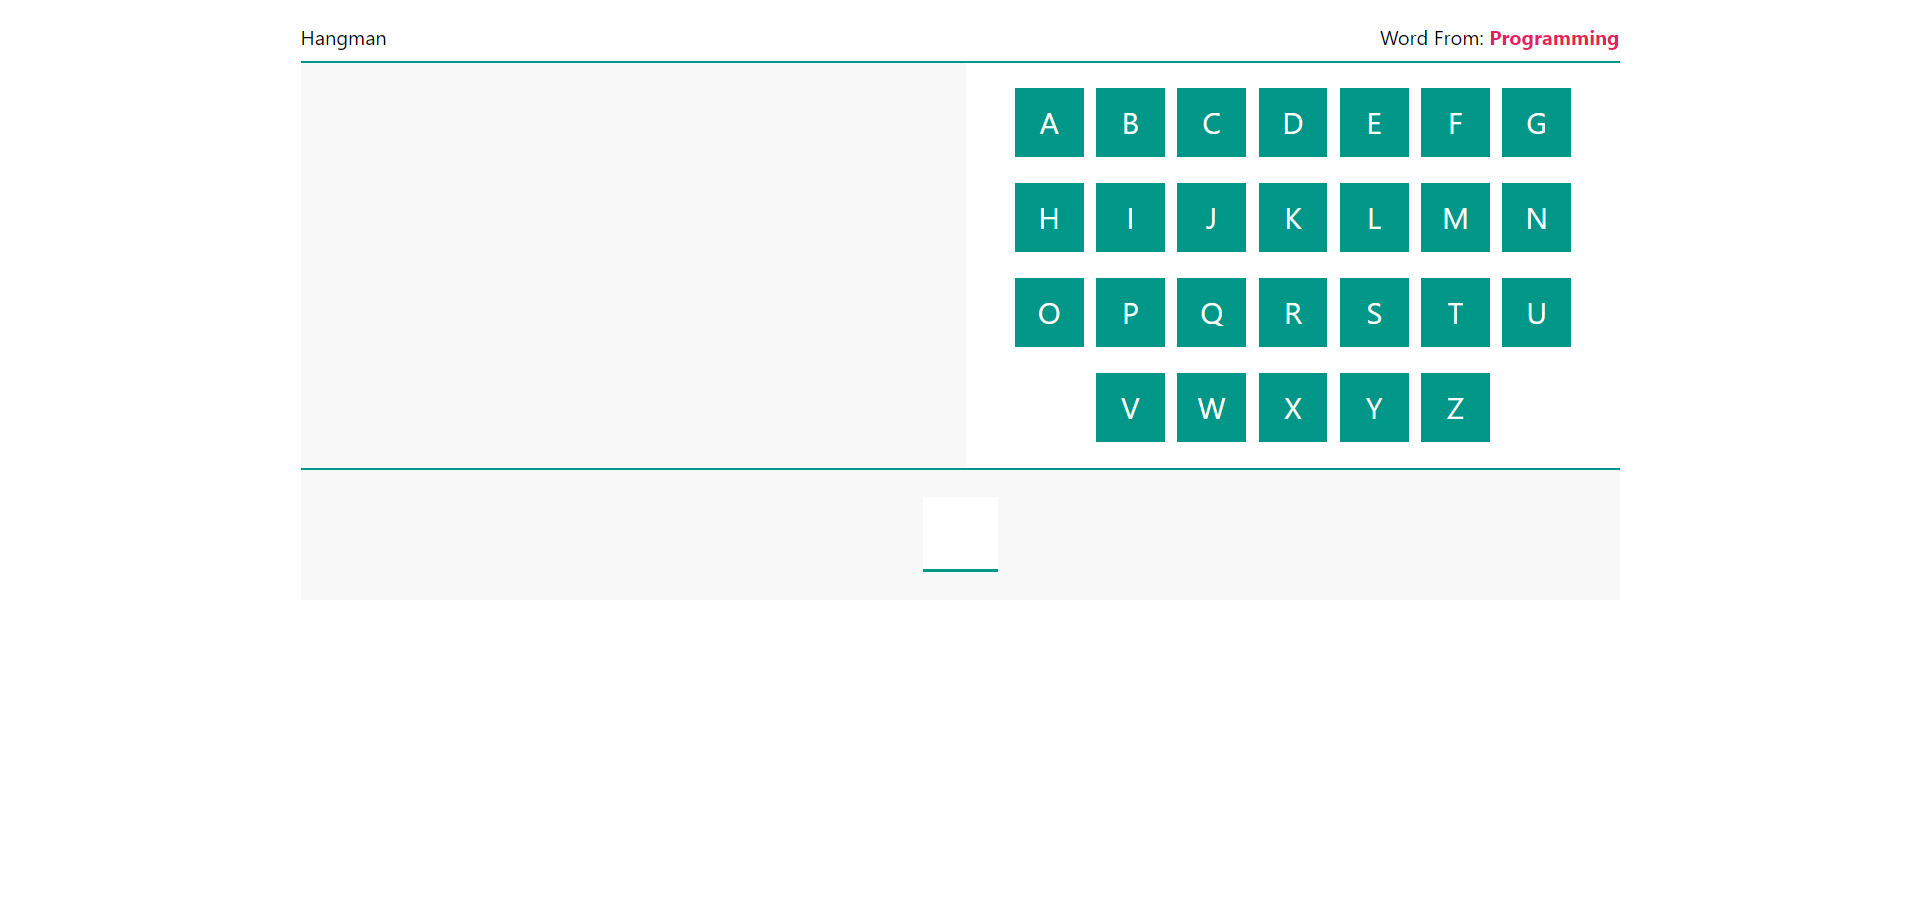 Hangman
Word From: Programming
A B C D E F G
H I J K L M N
O P Q R S T U
V W X Y Z